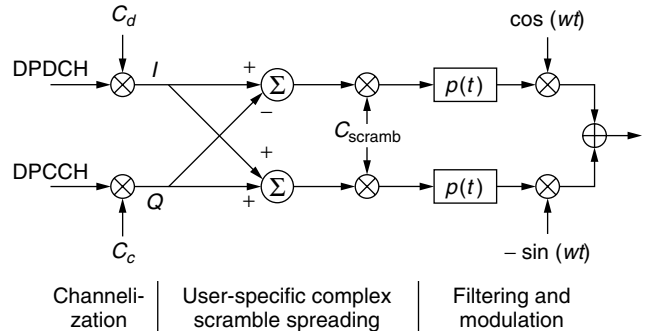 C_d
cos (wt)
DPDCH
I
+
Σ
p(t)
−
C_scramb
+
DPCCH
Q
+
Σ
p(t)
C_c
− sin (wt)
Channeli-
zation
User-specific complex
scramble spreading
Filtering and
modulation